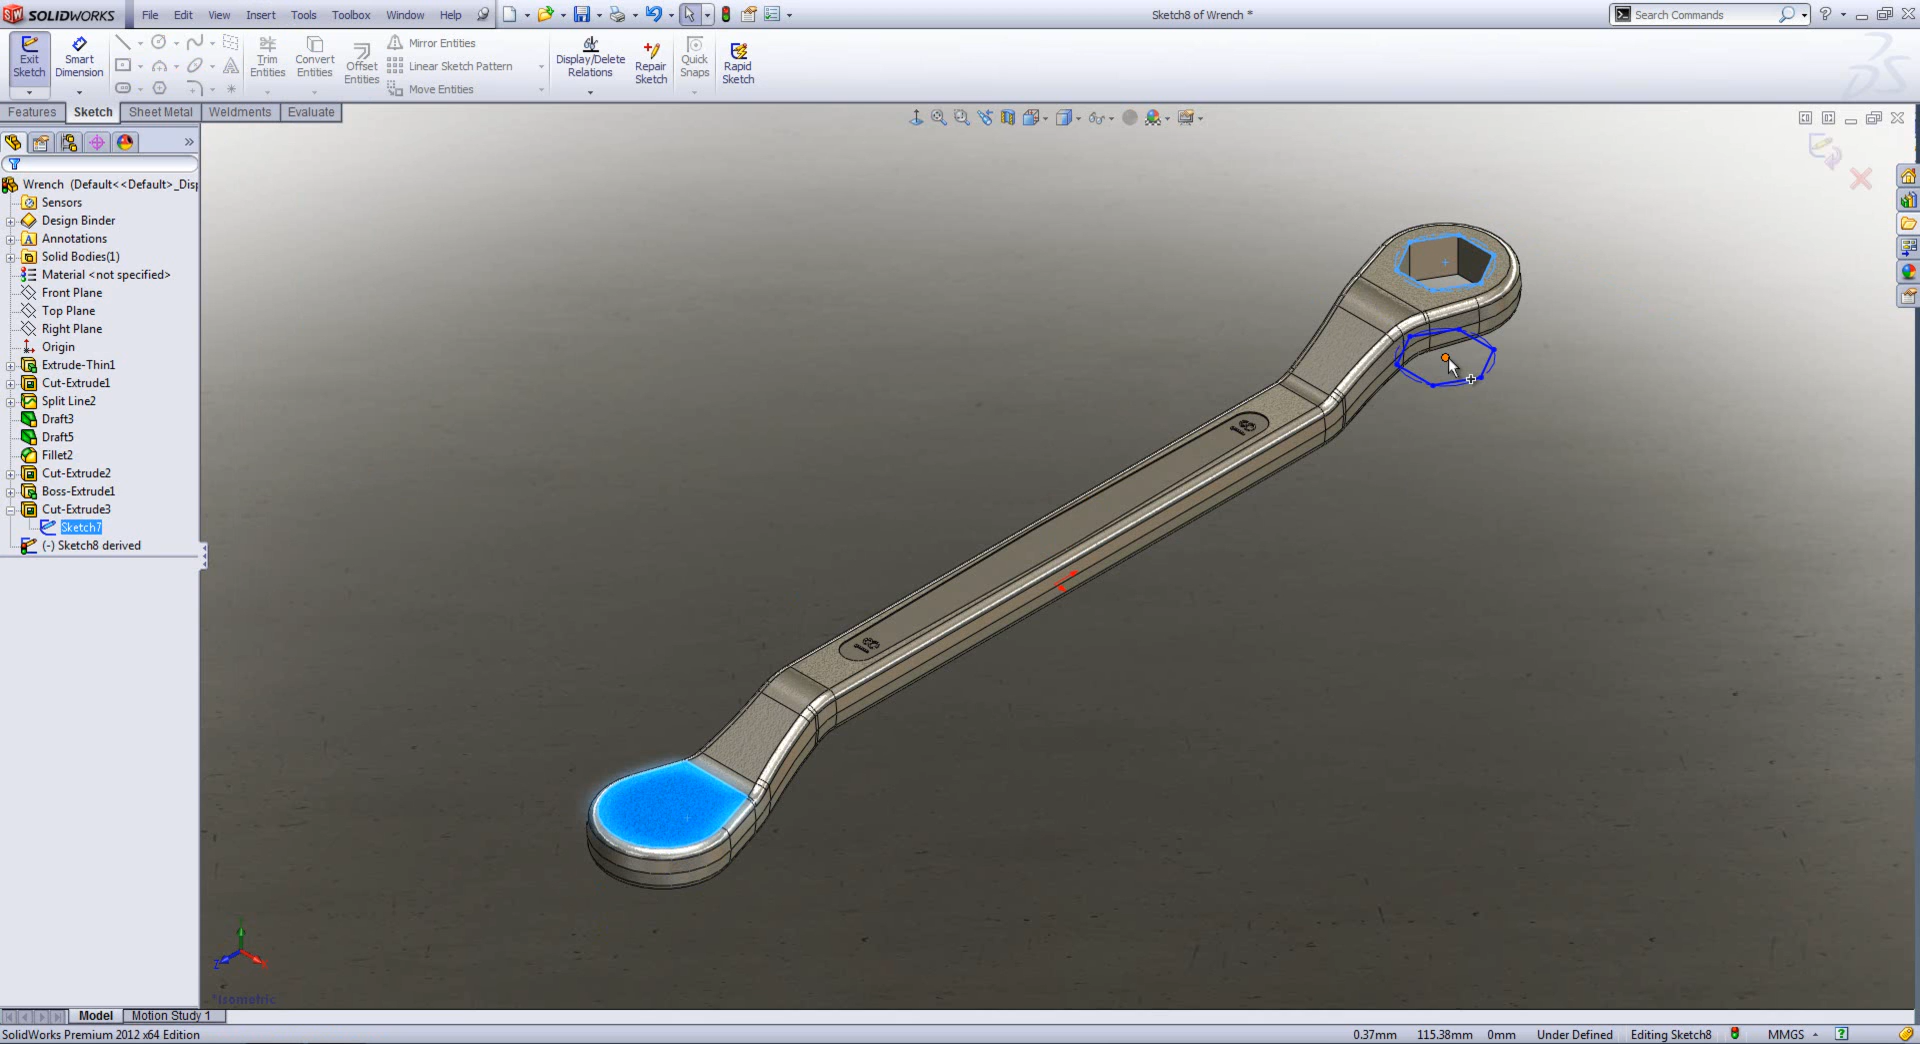 SOLIDWORKS File Edit View Insert Tools Toolbox Window Help Sketch8 of Wrench * Search Commands
Exit Sketch
Smart Dimension
Trim Entities
Convert Entities
Offset Entities
Mirror Entities
Linear Sketch Pattern
Move Entities
Display/Delete Relations
Repair Sketch
Quick Snaps
Rapid Sketch
Features Sketch Sheet Metal Weldments Evaluate
Wrench (Default<<Default>_Disp
Sensors
Design Binder
Annotations
Solid Bodies(1)
Material <not specified>
Front Plane
Top Plane
Right Plane
Origin
Extrude-Thin1
Cut-Extrude1
Split Line2
Draft3
Draft5
Fillet2
Cut-Extrude2
Boss-Extrude1
Cut-Extrude3
Sketch7
(-) Sketch8 derived
18
18
*Isometric
Model Motion Study 1
SolidWorks Premium 2012 x64 Edition 0.37mm 115.38mm 0mm Under Defined Editing Sketch8 MMGS